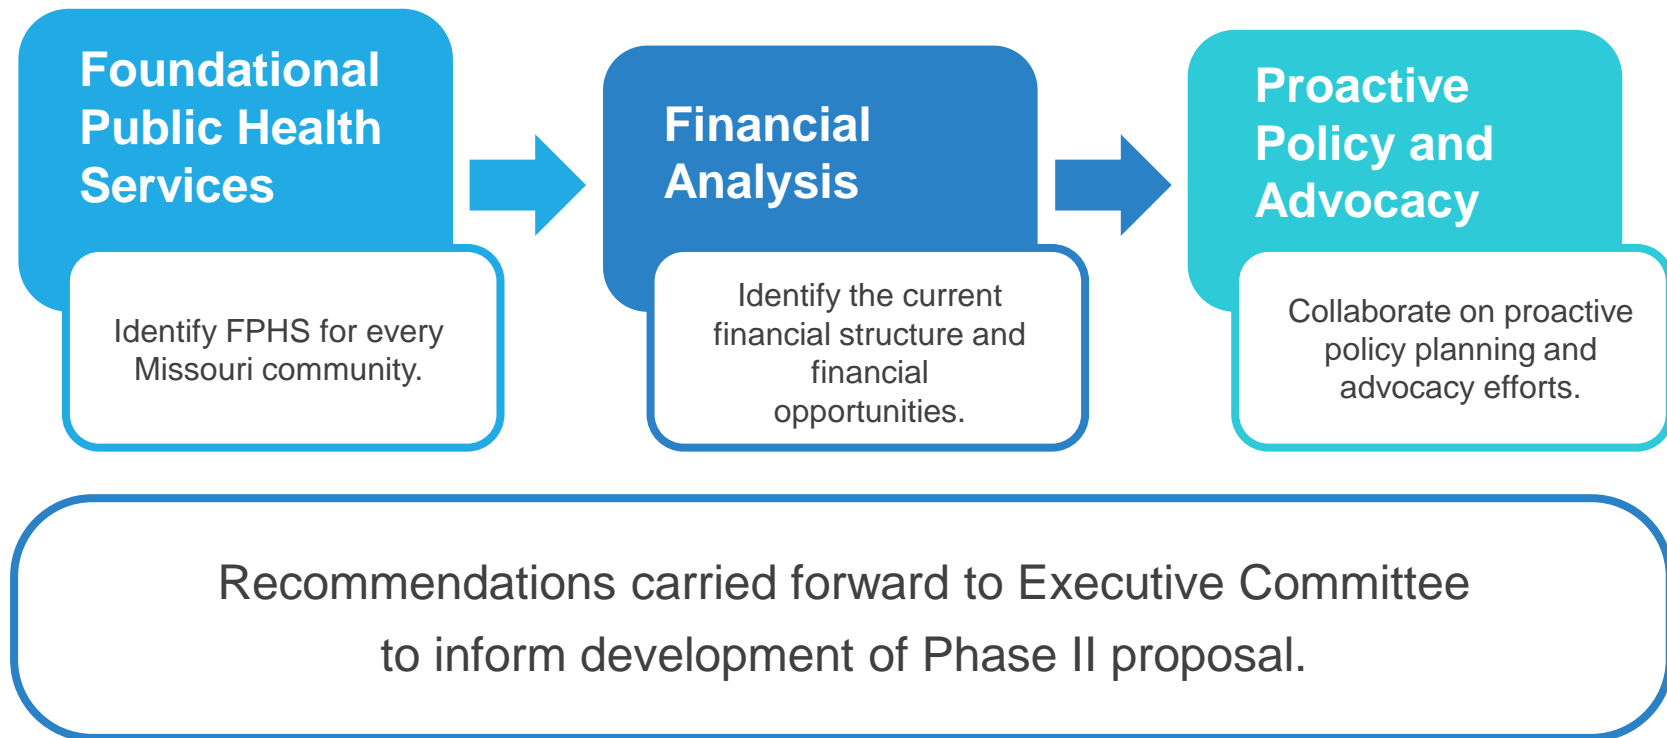 Foundational
Public Health
Services
Identify FPHS for every
Missouri community.
Financial
Analysis
Identify the current
financial structure and
financial
opportunities.
Proactive
Policy and
Advocacy
Collaborate on proactive
policy planning and
advocacy efforts.
Recommendations carried forward to Executive Committee
to inform development of Phase II proposal.